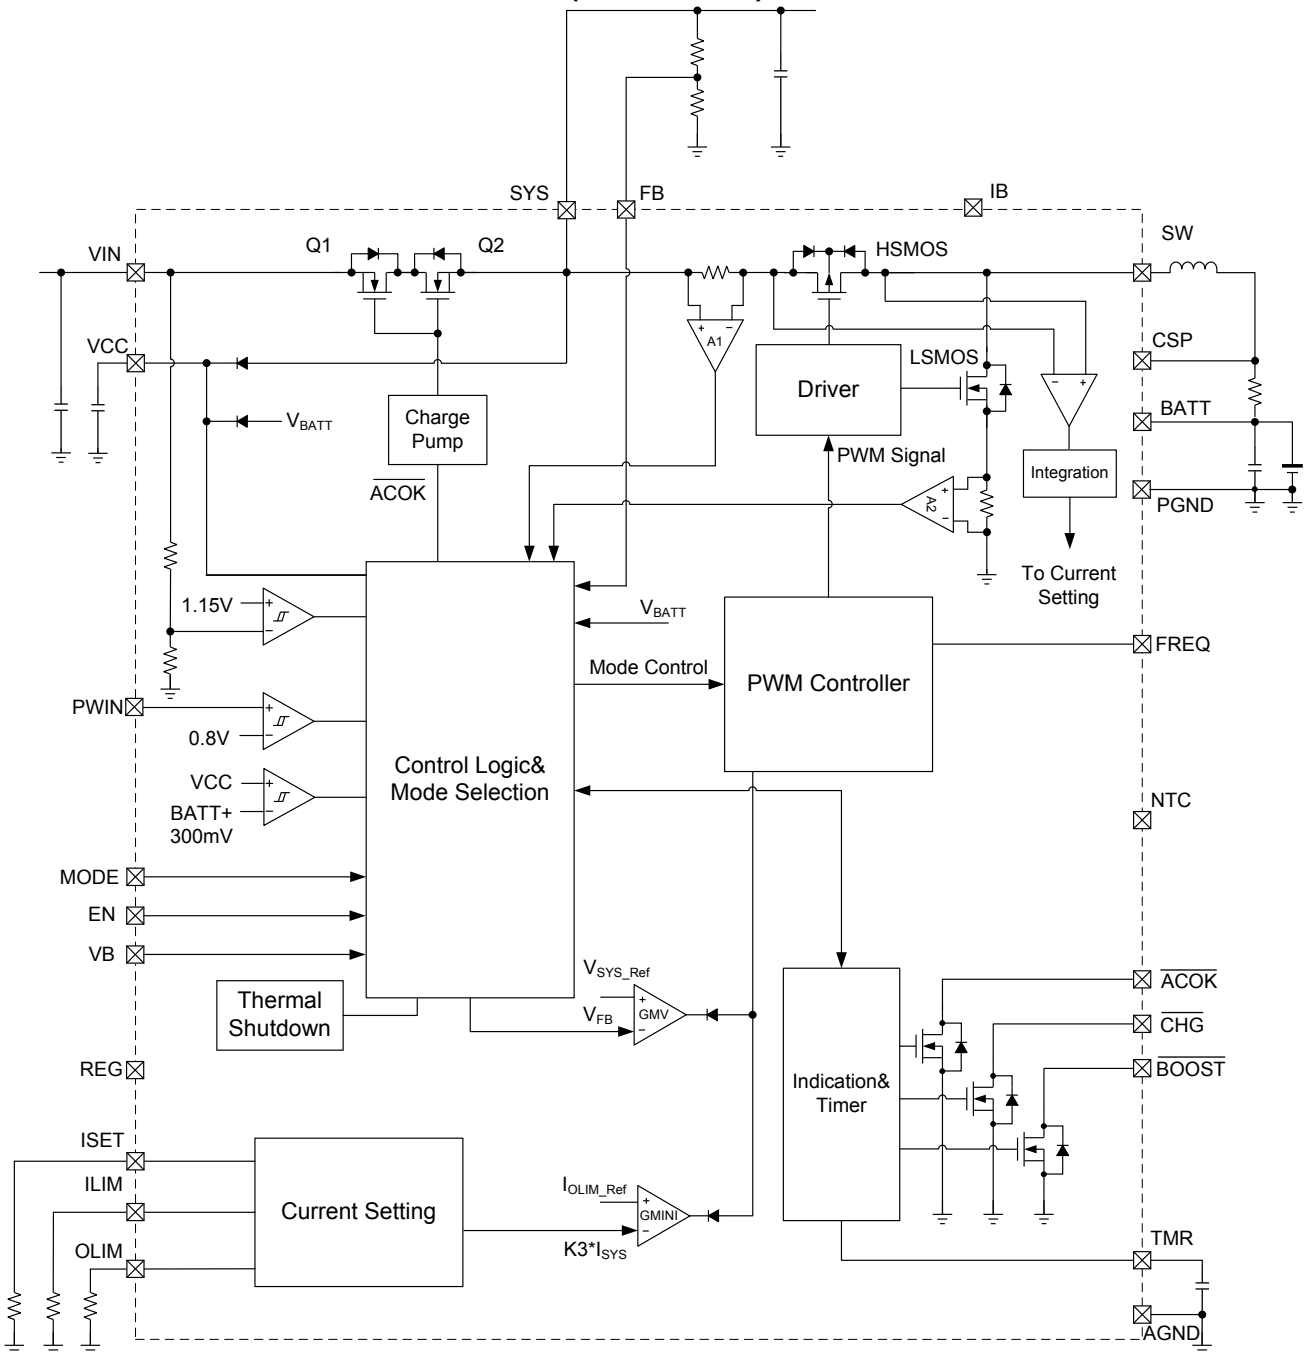 SYS
FB
IB
VIN
Q1
Q2
HSMOS
SW
VCC
A1
+
−
LSMOS
CSP
Driver
−
+
V_BATT
Charge
Pump
BATT
PWM Signal
ACOK
Integration
A2
+
−
PGND
To Current
Setting
1.15V
+
−
V_BATT
FREQ
Mode Control
PWM Controller
PWIN
+
0.8V
−
Control Logic&
Mode Selection
VCC
+
BATT+
300mV
−
NTC
MODE
EN
VB
V_SYS_Ref
ACOK
Thermal
Shutdown
V_FB
+
GMV
−
CHG
REG
BOOST
Indication&
Timer
ISET
ILIM
I_OLIM_Ref
Current Setting
+
GMINI
−
OLIM
K3*I_SYS
TMR
AGND